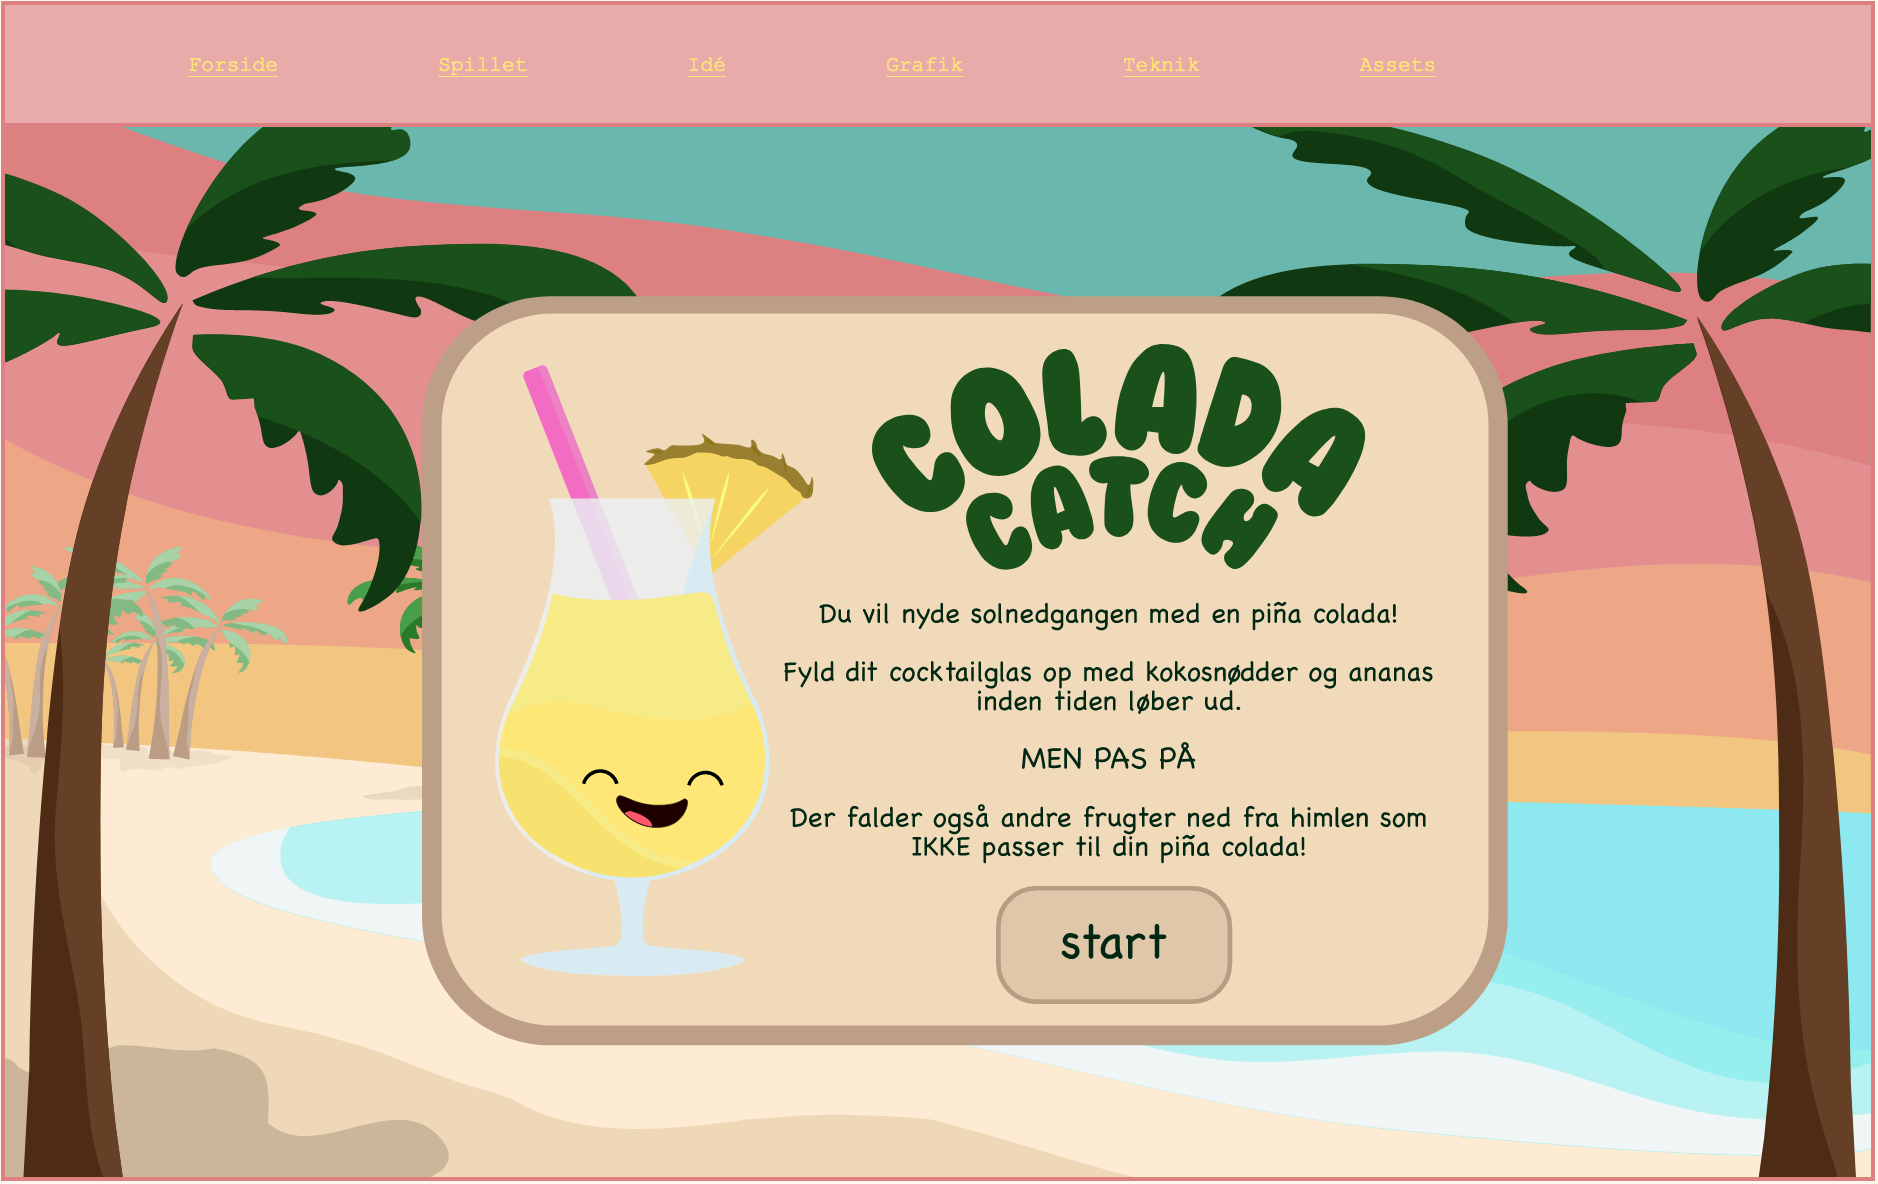 Forside Spillet Idé Grafik Teknik Assets
COLADA
CATCH
Du vil nyde solnedgangen med en piña colada!
Fyld dit cocktailglas op med kokosnødder og ananas
inden tiden løber ud.
MEN PAS PÅ
Der falder også andre frugter ned fra himlen som
IKKE passer til din piña colada!
start